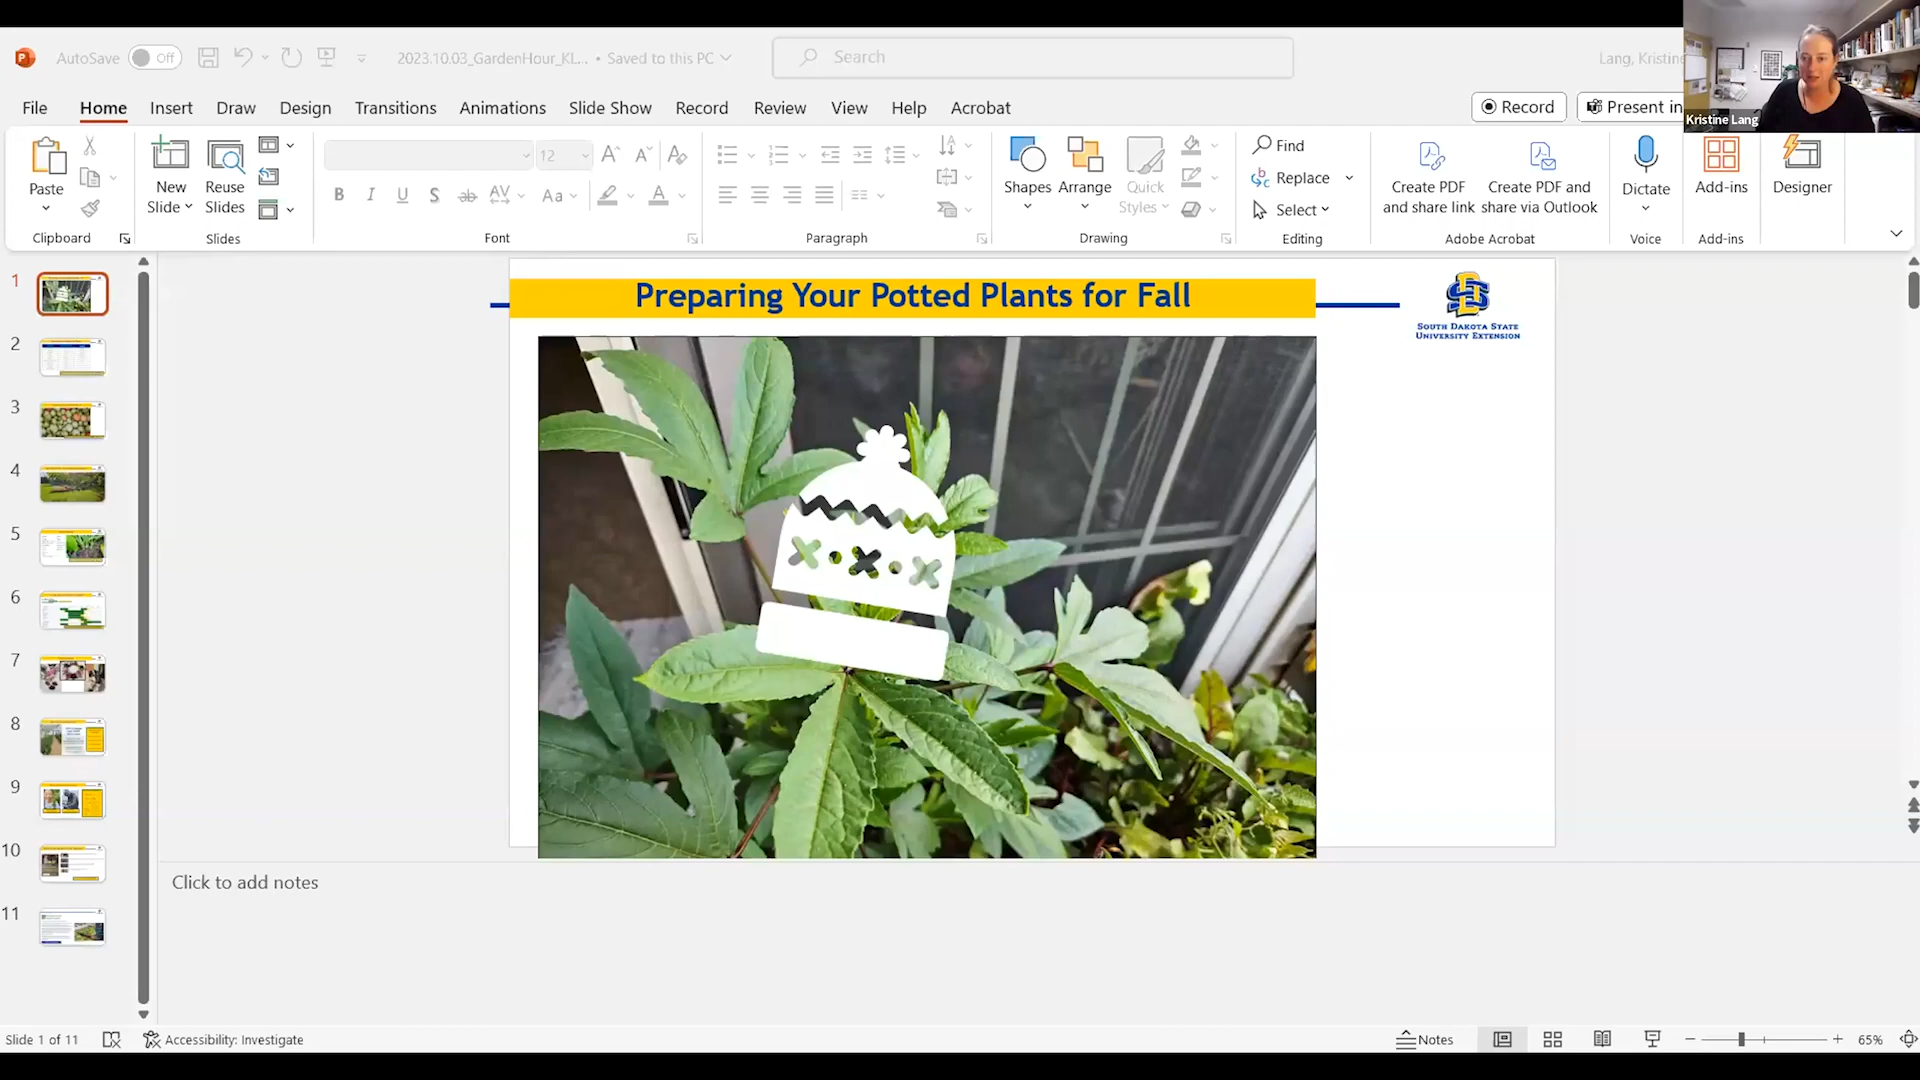 AutoSave
Off
2023.10.03_GardenHour_KL... • Saved to this PC
Search
Lang, Kristine
File
Home
Insert
Draw
Design
Transitions
Animations
Slide Show
Record
Review
View
Help
Acrobat
Record
Present in
Kristine Lang
Paste
New
Slide
Reuse
Slides
12
Shapes
Arrange
Quick
Styles
Find
Replace
Select
Create PDF
and share link
Create PDF and
share via Outlook
Dictate
Add-ins
Designer
Clipboard
Slides
Font
Paragraph
Drawing
Editing
Adobe Acrobat
Voice
Add-ins
1
2
3
4
5
6
7
8
9
10
11
Preparing Your Potted Plants for Fall
South Dakota State
University Extension
Click to add notes
Slide 1 of 11
Accessibility: Investigate
Notes
65%